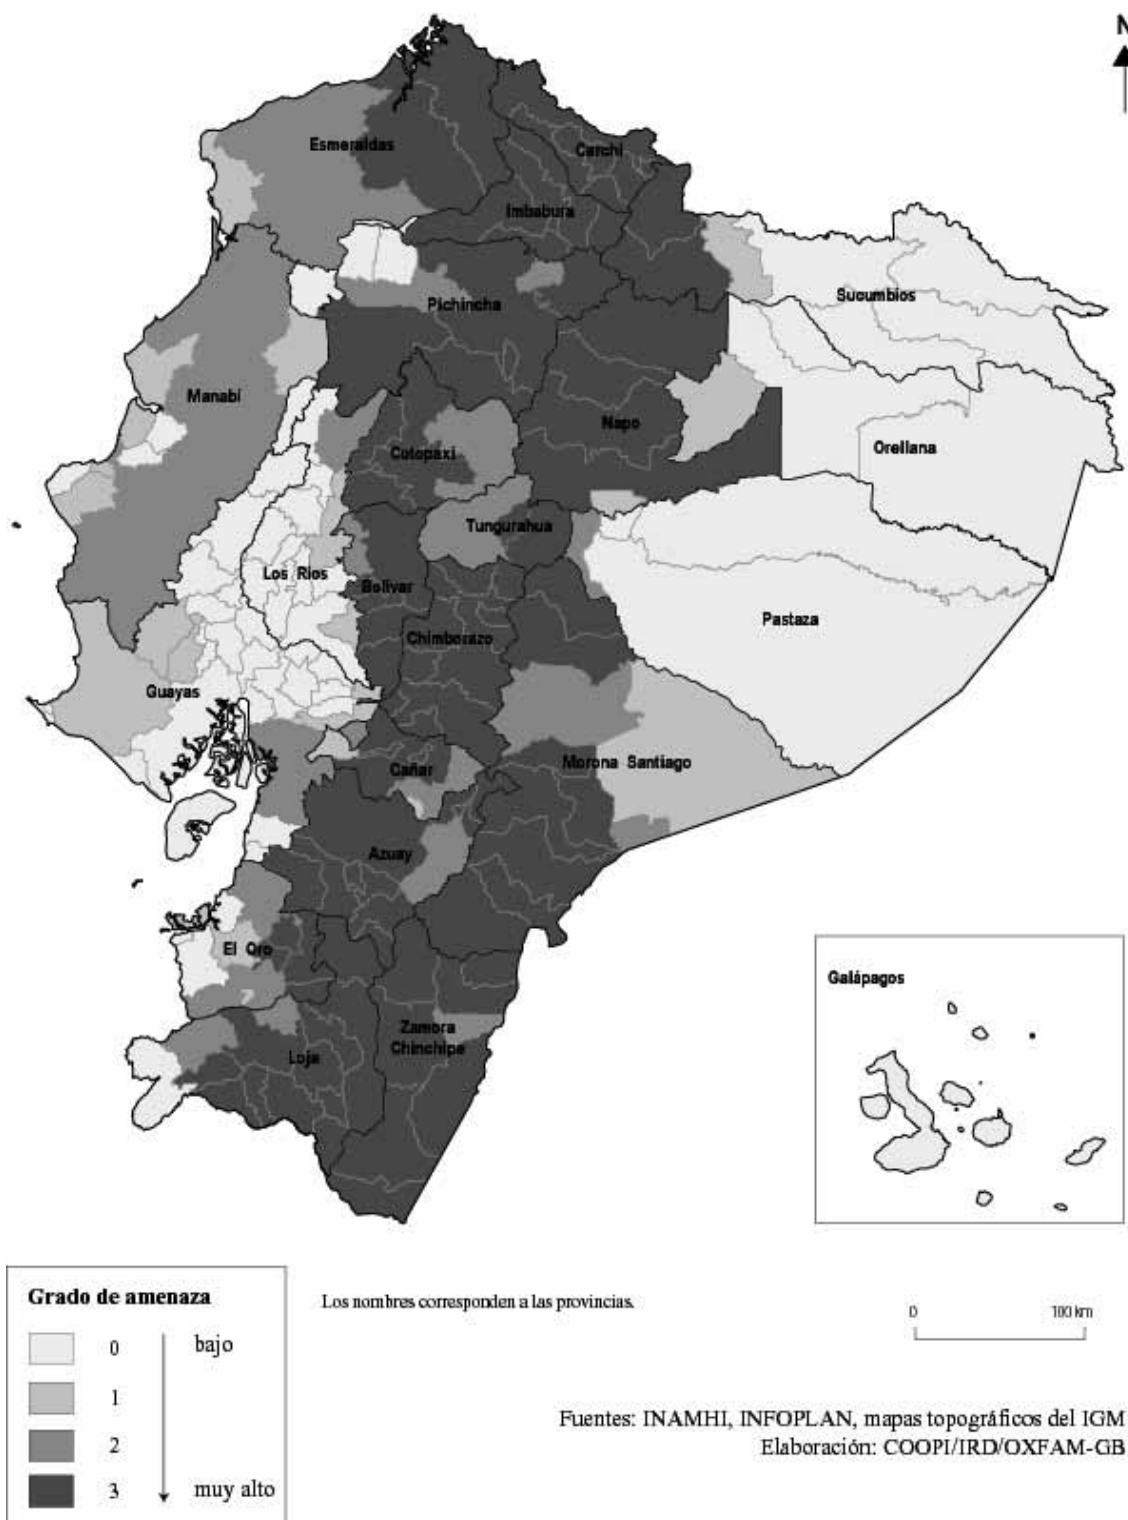 N
Esmeraldas
Carchi
Imbabura
Sucumbios
Pichincha
Manabí
Napo
Cotopaxi
Orellana
Tungurahua
Los Rios
Bolívar
Pastaza
Chimborazo
Guayas
Morona Santiago
Cañar
Azuay
El Oro
Galápagos
Zamora
Chinchipe
Loja
Grado de amenaza
0
bajo
1
2
3
muy alto
Los nombres corresponden a las provincias.
0 100 km
Fuentes: INAMHI, INFOPLAN, mapas topográficos del IGM
Elaboración: COOPI/IRD/OXFAM-GB